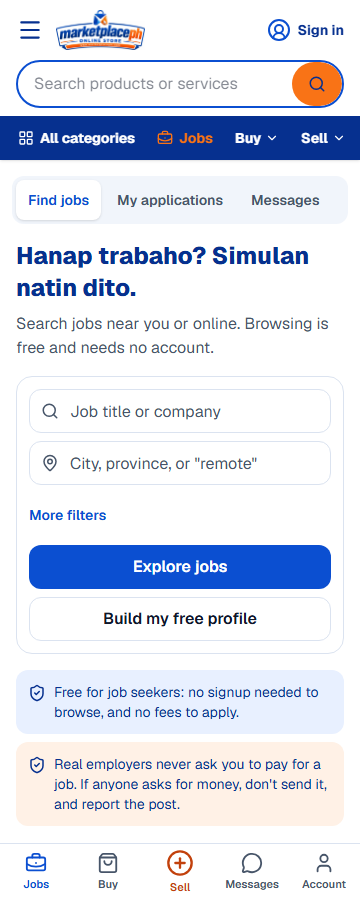 marketplaceph
ONLINE STORE
Sign in
Search products or services
All categories
Jobs
Buy
Sell
Find jobs
My applications
Messages
Hanap trabaho? Simulan
natin dito.
Search jobs near you or online. Browsing is
free and needs no account.
Job title or company
City, province, or "remote"
More filters
Explore jobs
Build my free profile
Free for job seekers: no signup needed to
browse, and no fees to apply.
Real employers never ask you to pay for a
job. If anyone asks for money, don't send it,
and report the post.
Jobs
Buy
Sell
Messages
Account